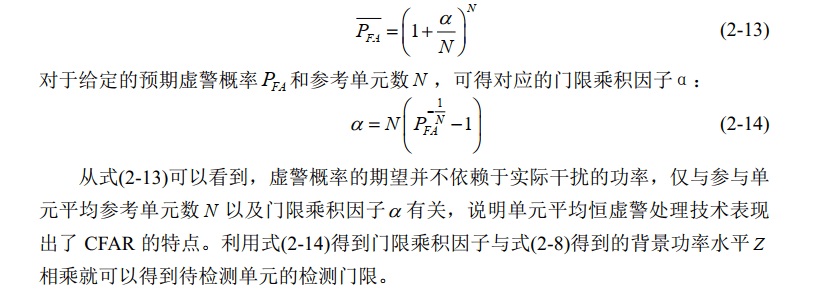 $\overline{P_{FA}} = \left(1+\frac{\alpha}{N}\right)^{N}$ (2-13)
对于给定的预期虚警概率 $P_{FA}$ 和参考单元数 $N$ ，可得对应的门限乘积因子 α：
$\alpha = N\left(P_{FA}^{-\frac{1}{N}}-1\right)$ (2-14)
从式(2-13)可以看到，虚警概率的期望并不依赖于实际干扰的功率，仅与参与单
元平均参考单元数 $N$ 以及门限乘积因子 $\alpha$ 有关，说明单元平均恒虚警处理技术表现
出了 CFAR 的特点。利用式(2-14)得到门限乘积因子与式(2-8)得到的背景功率水平 $Z$
相乘就可以得到待检测单元的检测门限。